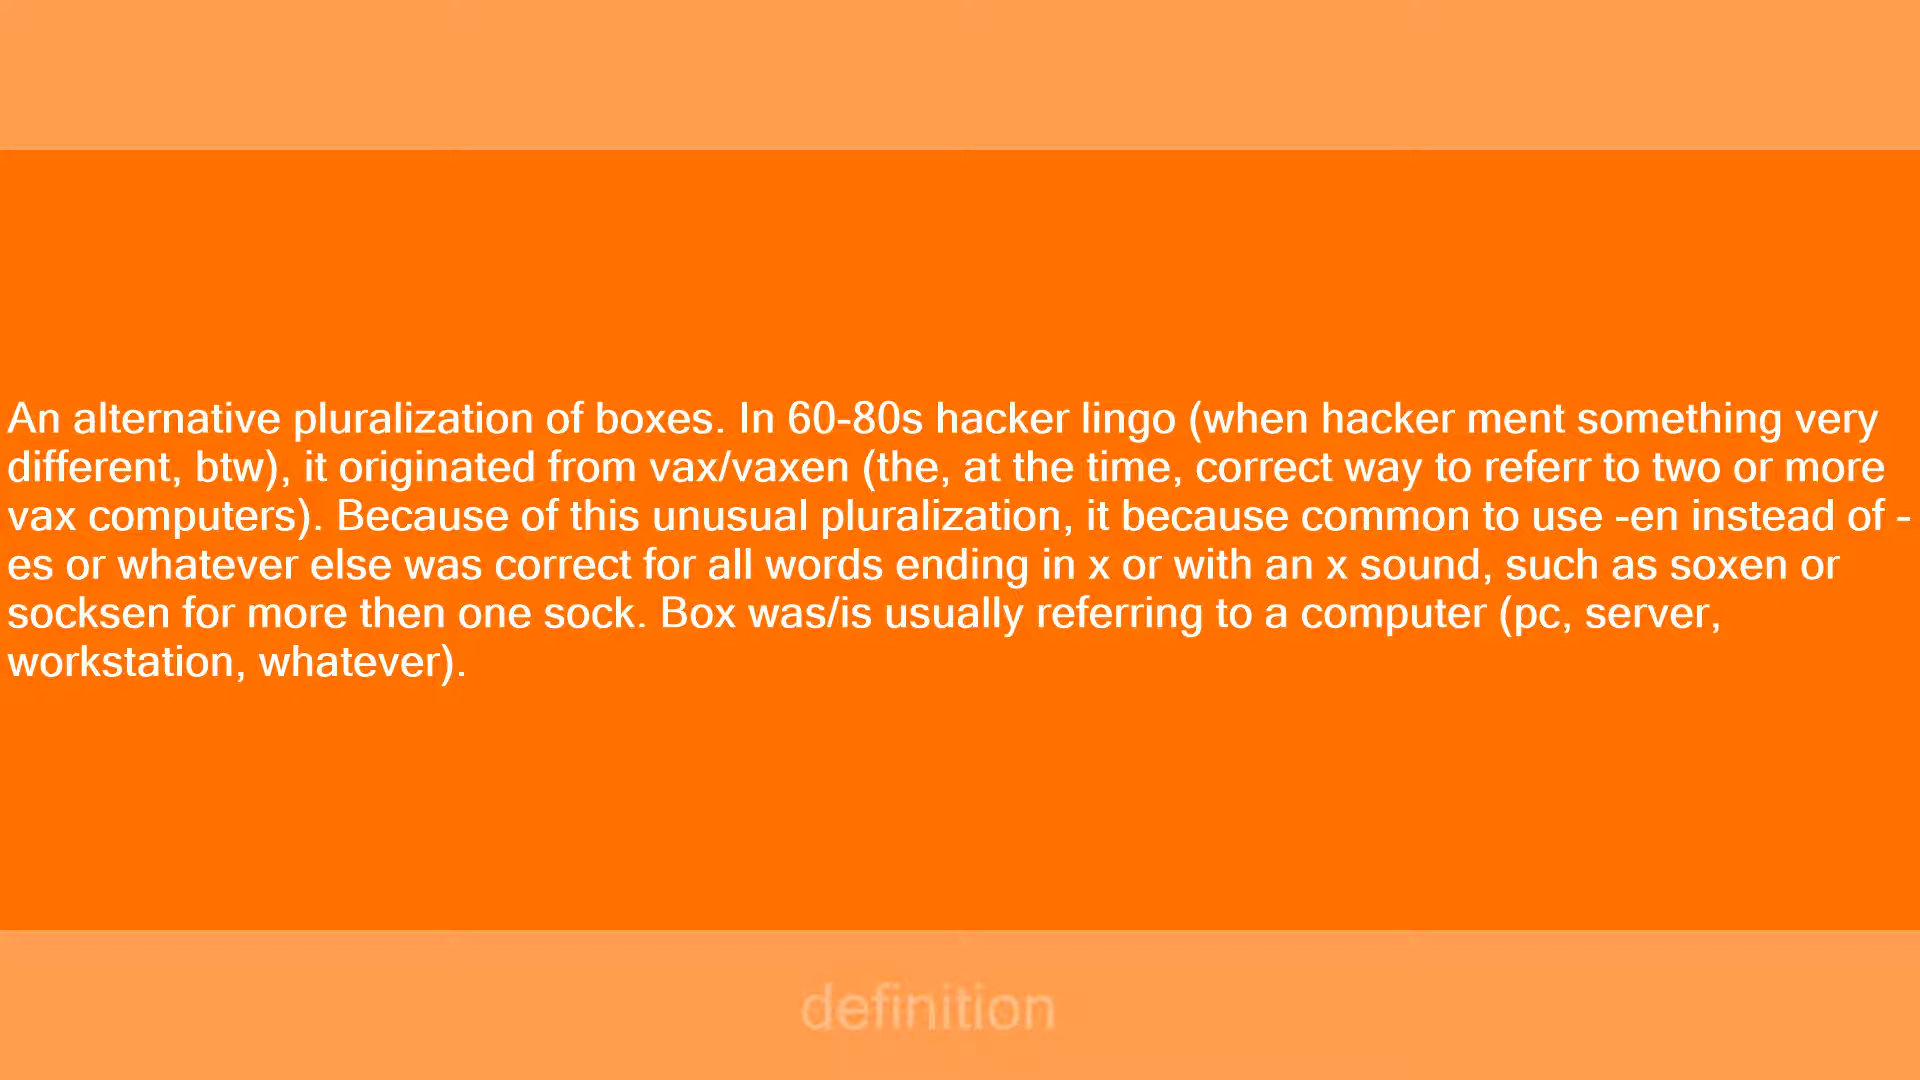 An alternative pluralization of boxes. In 60-80s hacker lingo (when hacker ment something very
different, btw), it originated from vax/vaxen (the, at the time, correct way to referr to two or more
vax computers). Because of this unusual pluralization, it because common to use -en instead of -
es or whatever else was correct for all words ending in x or with an x sound, such as soxen or
socksen for more then one sock. Box was/is usually referring to a computer (pc, server,
workstation, whatever).
definition